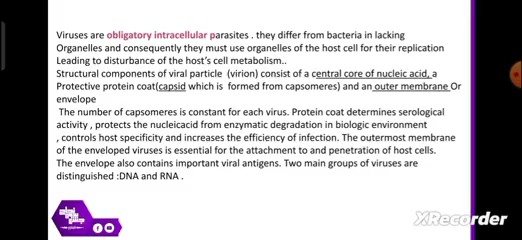 Viruses are obligatory intracellular parasites . they differ from bacteria in lacking
Organelles and consequently they must use organelles of the host cell for their replication
Leading to disturbance of the host's cell metabolism..
Structural components of viral particle (virion) consist of a central core of nucleic acid, a
Protective protein coat(capsid which is formed from capsomeres) and an outer membrane Or
envelope
The number of capsomeres is constant for each virus. Protein coat determines serological
activity , protects the nucleicacid from enzymatic degradation in biologic environment
, controls host specificity and increases the efficiency of infection. The outermost membrane
of the enveloped viruses is essential for the attachment to and penetration of host cells.
The envelope also contains important viral antigens. Two main groups of viruses are
distinguished :DNA and RNA .
XRecorder